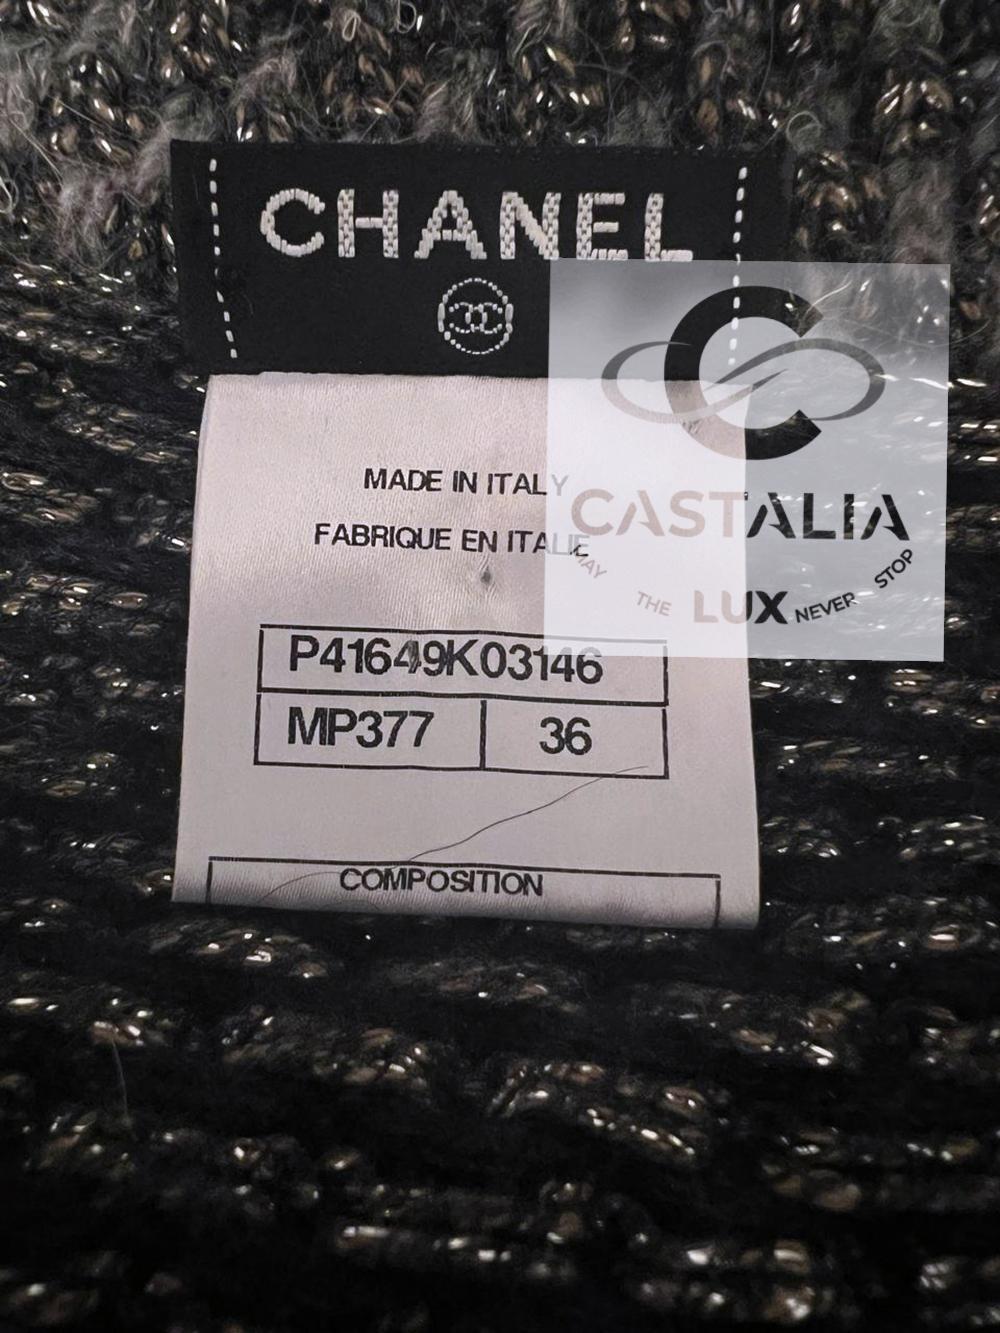 CHANEL
MADE IN ITALY
FABRIQUE EN ITALIE
P41649K03146
MP377 36
COMPOSITION
CASTALIA
MAY THE LUX NEVER STOP